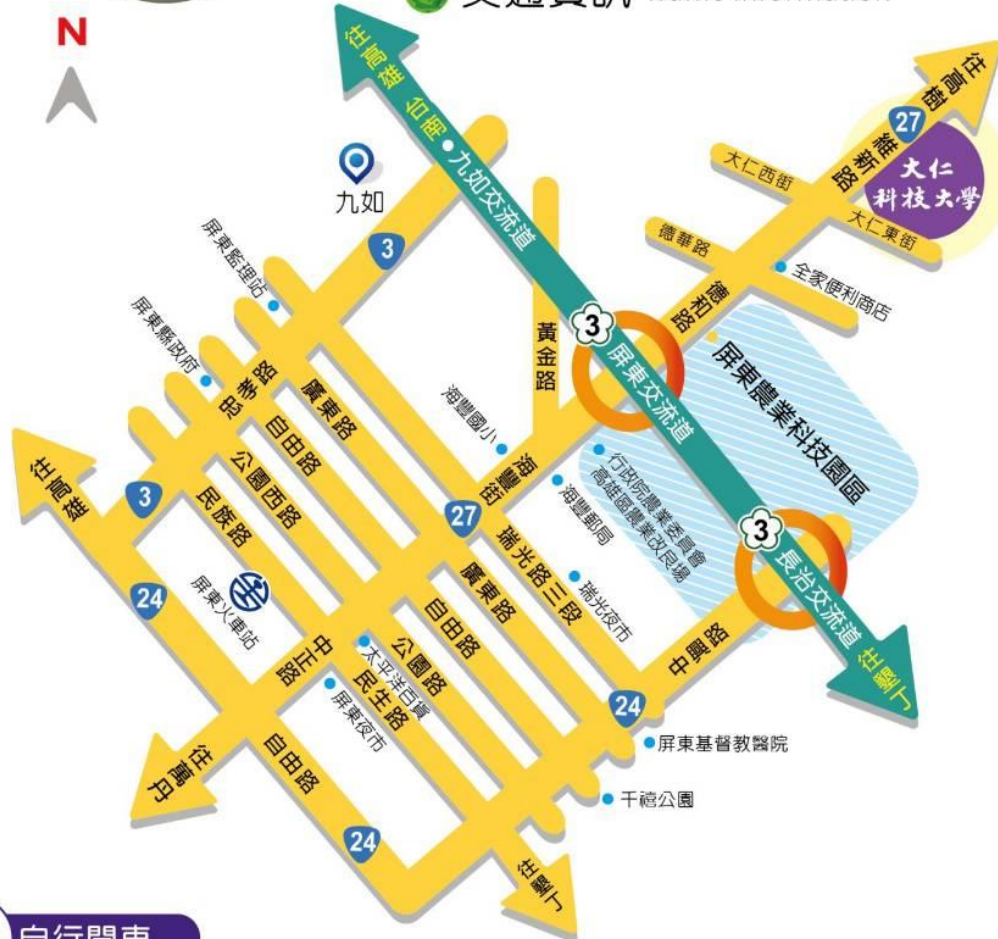 交通資訊 Traffic Information
N
往高雄
台南
九如交流道
往高樹
27
維新路
大仁
科技大學
大仁西街
大仁東街
九如
3
德華路
全家便利商店
德和路
屏東監理站
屏東縣政府
黃金路
3
屏東交流道
屏東農業科技園區
忠孝路
廣東路
自由路
公園西路
民族路
海豐國小
海豐街
27
海豐郵局
行政院農業委員會
高雄區農業改良場
往高雄
3
24
屏東火車站
瑞光路三段
瑞光夜市
廣東路
自由路
3
長治交流道
往墾丁
中興路
中正路
太平洋百貨
公園路
民生路
屏東夜市
24
屏東基督教醫院
千禧公園
往萬丹
自由路
24
往墾丁
自行開車